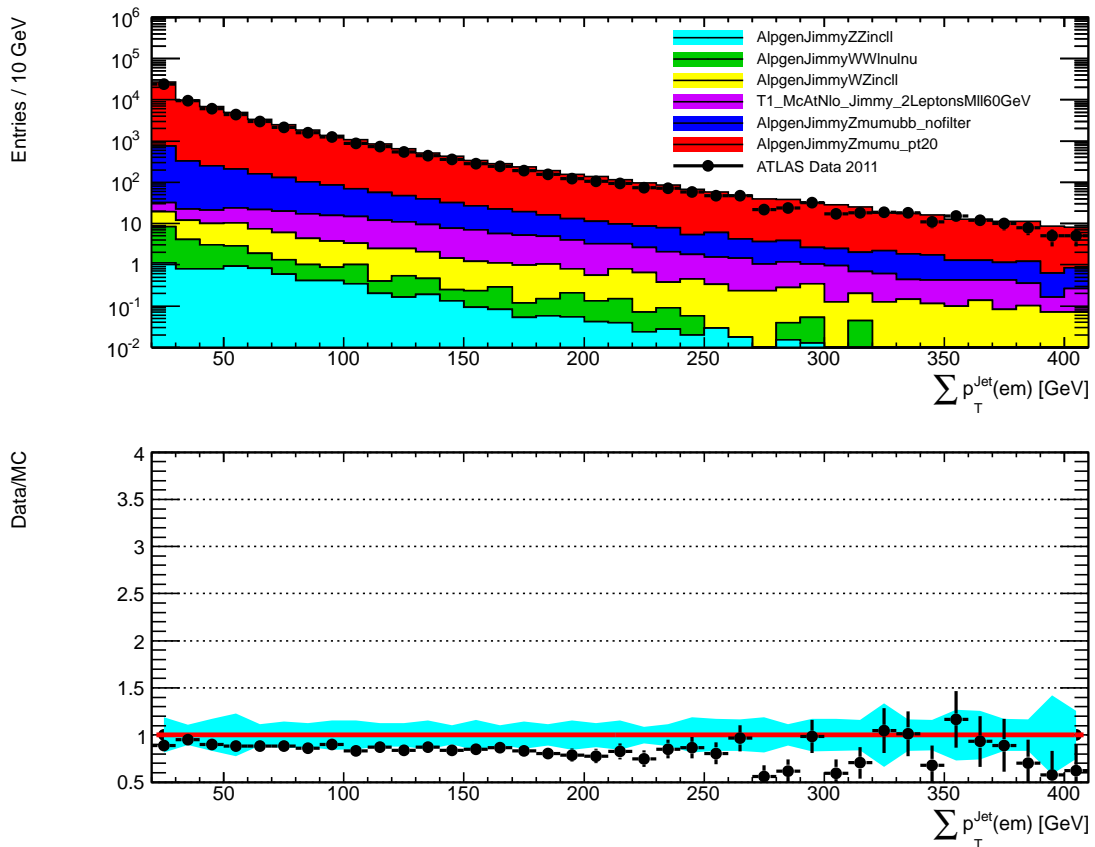 Entries / 10 GeV
10^6
10^5
10^4
10^3
10^2
10
1
10^-1
10^-2
AlpgenJimmyZZincll
AlpgenJimmyWWlnulnu
AlpgenJimmyWZincll
T1_McAtNlo_Jimmy_2LeptonsMll60GeV
AlpgenJimmyZmumubb_nofilter
AlpgenJimmyZmumu_pt20
ATLAS Data 2011
50 100 150 200 250 300 350 400
∑ p_T^Jet(em) [GeV]
Data/MC
4
3.5
3
2.5
2
1.5
1
0.5
50 100 150 200 250 300 350 400
∑ p_T^Jet(em) [GeV]